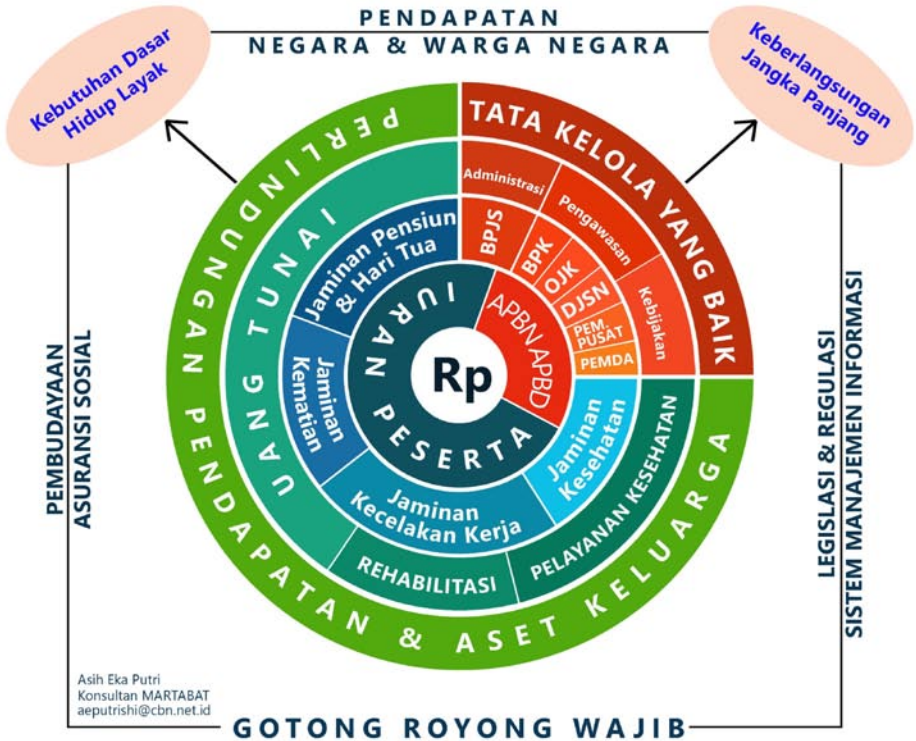 PENDAPATAN
NEGARA & WARGA NEGARA
Kebutuhan Dasar
Hidup Layak
Keberlangsungan
Jangka Panjang
PERLINDUNGAN PENDAPATAN & ASET KELUARGA
TATA KELOLA YANG BAIK
UANG TUNAI
Administrasi
Pengawasan
Kebijakan
Jaminan Pensiun
& Hari Tua
BPJS
BPK
OJK
DJSN
PEM.
PUSAT
PEMDA
IURAN PESERTA
APBN APBD
Rp
Jaminan
Kematian
Jaminan
Kecelakan Kerja
Jaminan
Kesehatan
REHABILITASI
PELAYANAN KESEHATAN
PEMBUDAYAAN
ASURANSI SOSIAL
LEGISLASI & REGULASI
SISTEM MANAJEMEN INFORMASI
Asih Eka Putri
Konsultan MARTABAT
aeputrishi@cbn.net.id
GOTONG ROYONG WAJIB